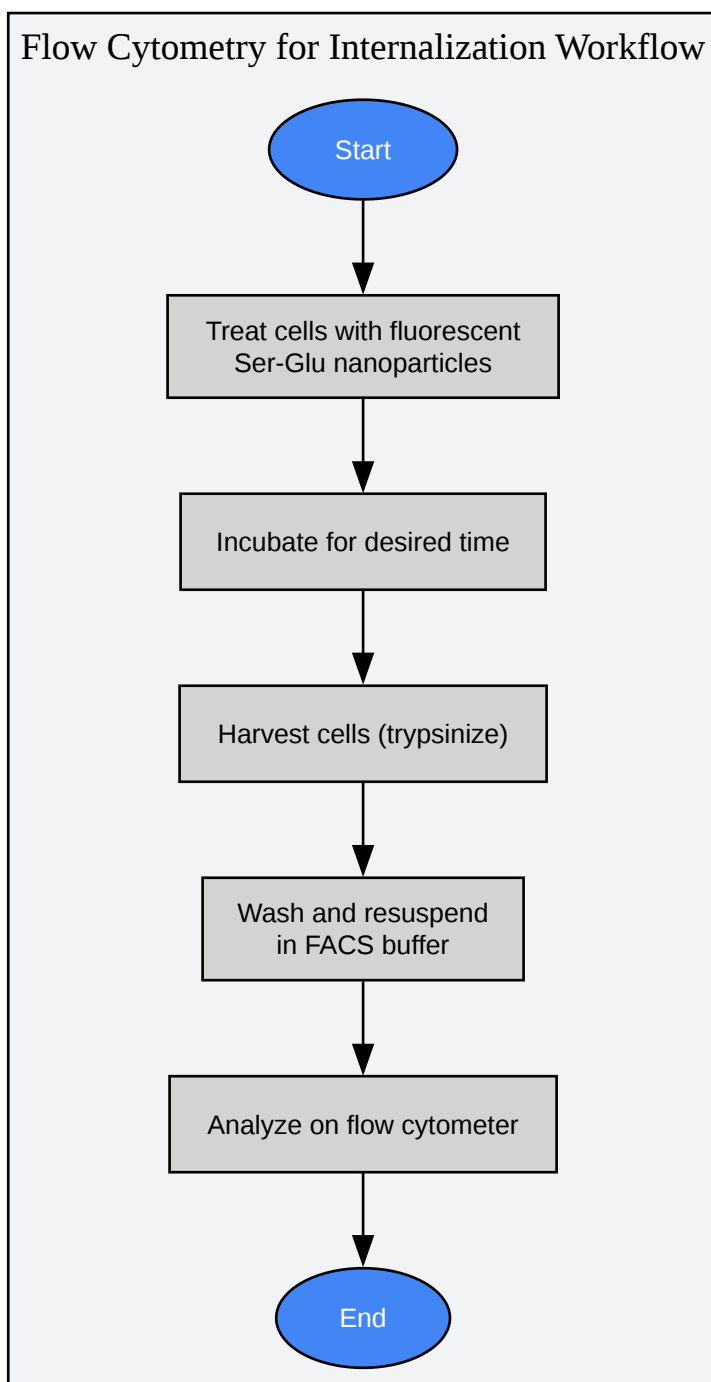 Flow Cytometry for Internalization Workflow
Start
Treat cells with fluorescent
Ser-Glu nanoparticles
Incubate for desired time
Harvest cells (trypsinize)
Wash and resuspend
in FACS buffer
Analyze on flow cytometer
End